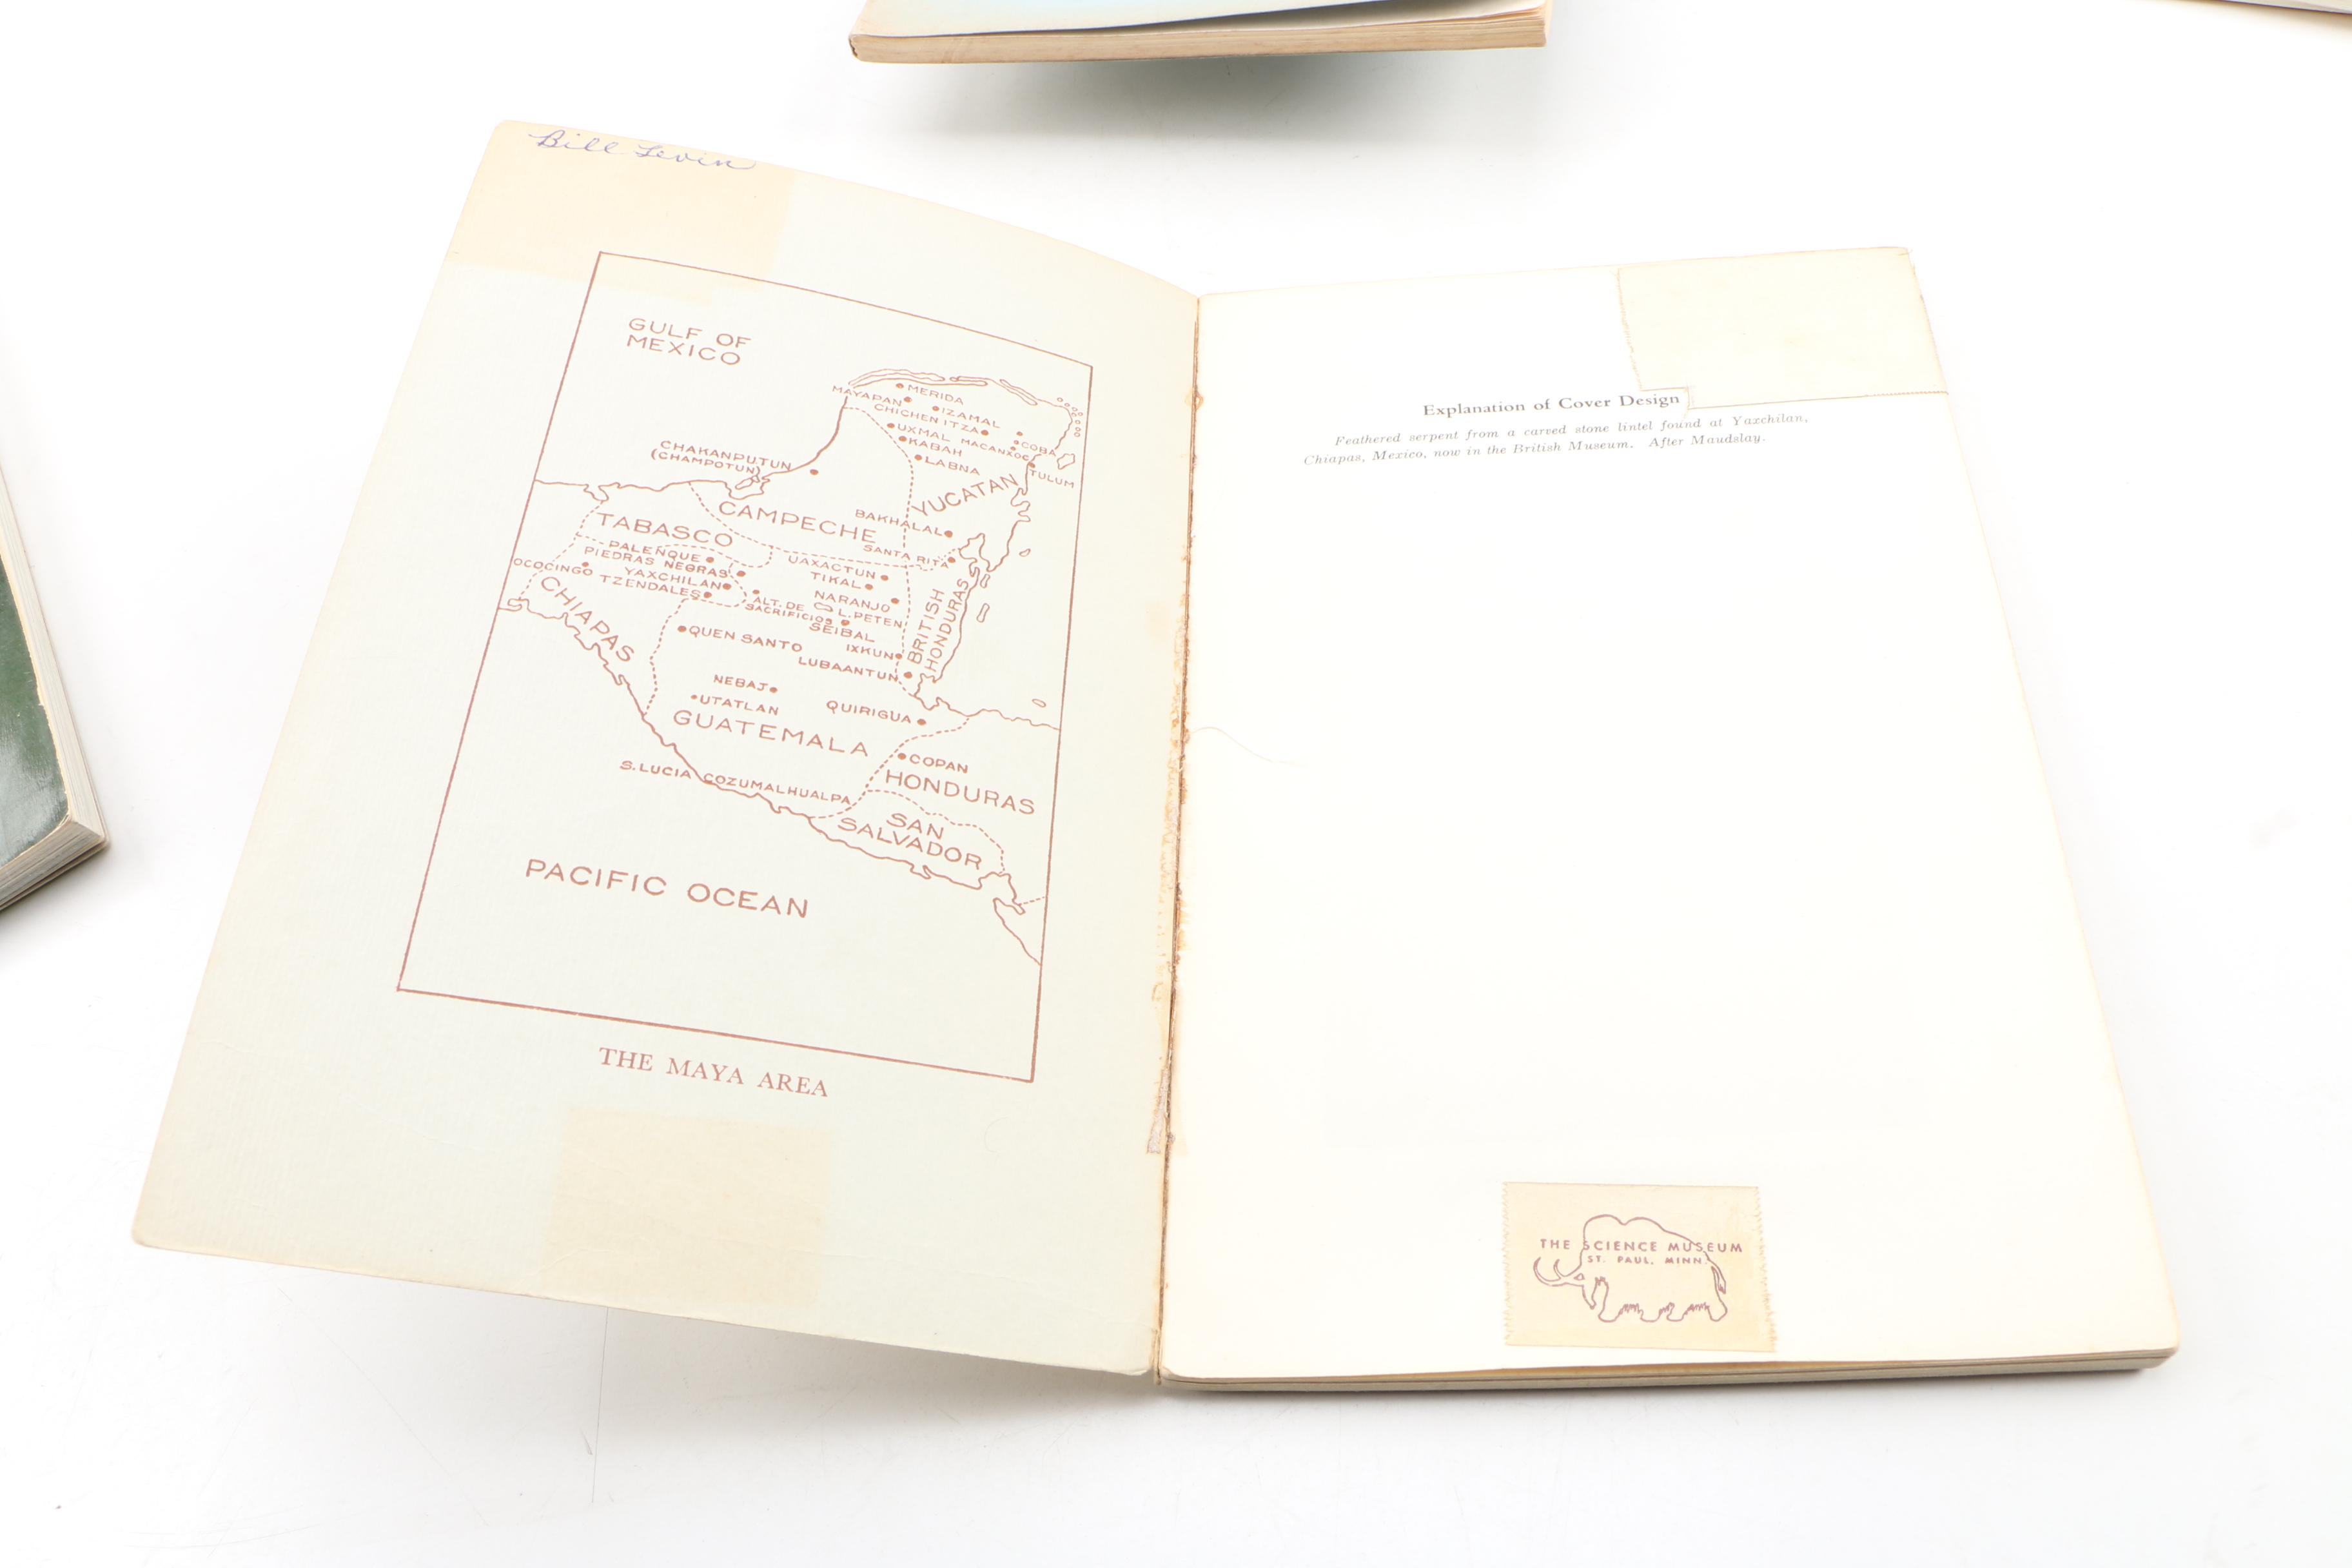 Bill Levin
GULF OF
MEXICO
MERIDA
MAYAPAN
IZAMAL
CHICHEN ITZA
UXMAL
MACANXOC
COBA
KABAH
LABNA
TULUM
CHAKANPUTUN
(CHAMPOTUN)
YUCATAN
CAMPECHE
BAKHALAL
TABASCO
SANTA RITA
PALENQUE
PIEDRAS NEGRAS
UAXACTUN
OCOCINGO
YAXCHILAN
TIKAL
TZENDALES
NARANJO
CHIAPAS
ALT. DE
SACRIFICIOS
L. PETEN
SEIBAL
BRITISH
HONDURAS
QUEN SANTO
IXKUN
LUBAANTUN
NEBAJ
UTATLAN
QUIRIGUA
GUATEMALA
COPAN
S. LUCIA COZUMALHUALPA
HONDURAS
SAN
SALVADOR
PACIFIC OCEAN
THE MAYA AREA
Explanation of Cover Design
Feathered serpent from a carved stone lintel found at Yaxchilan,
Chiapas, Mexico, now in the British Museum. After Maudslay.
THE SCIENCE MUSEUM
ST. PAUL, MINN.